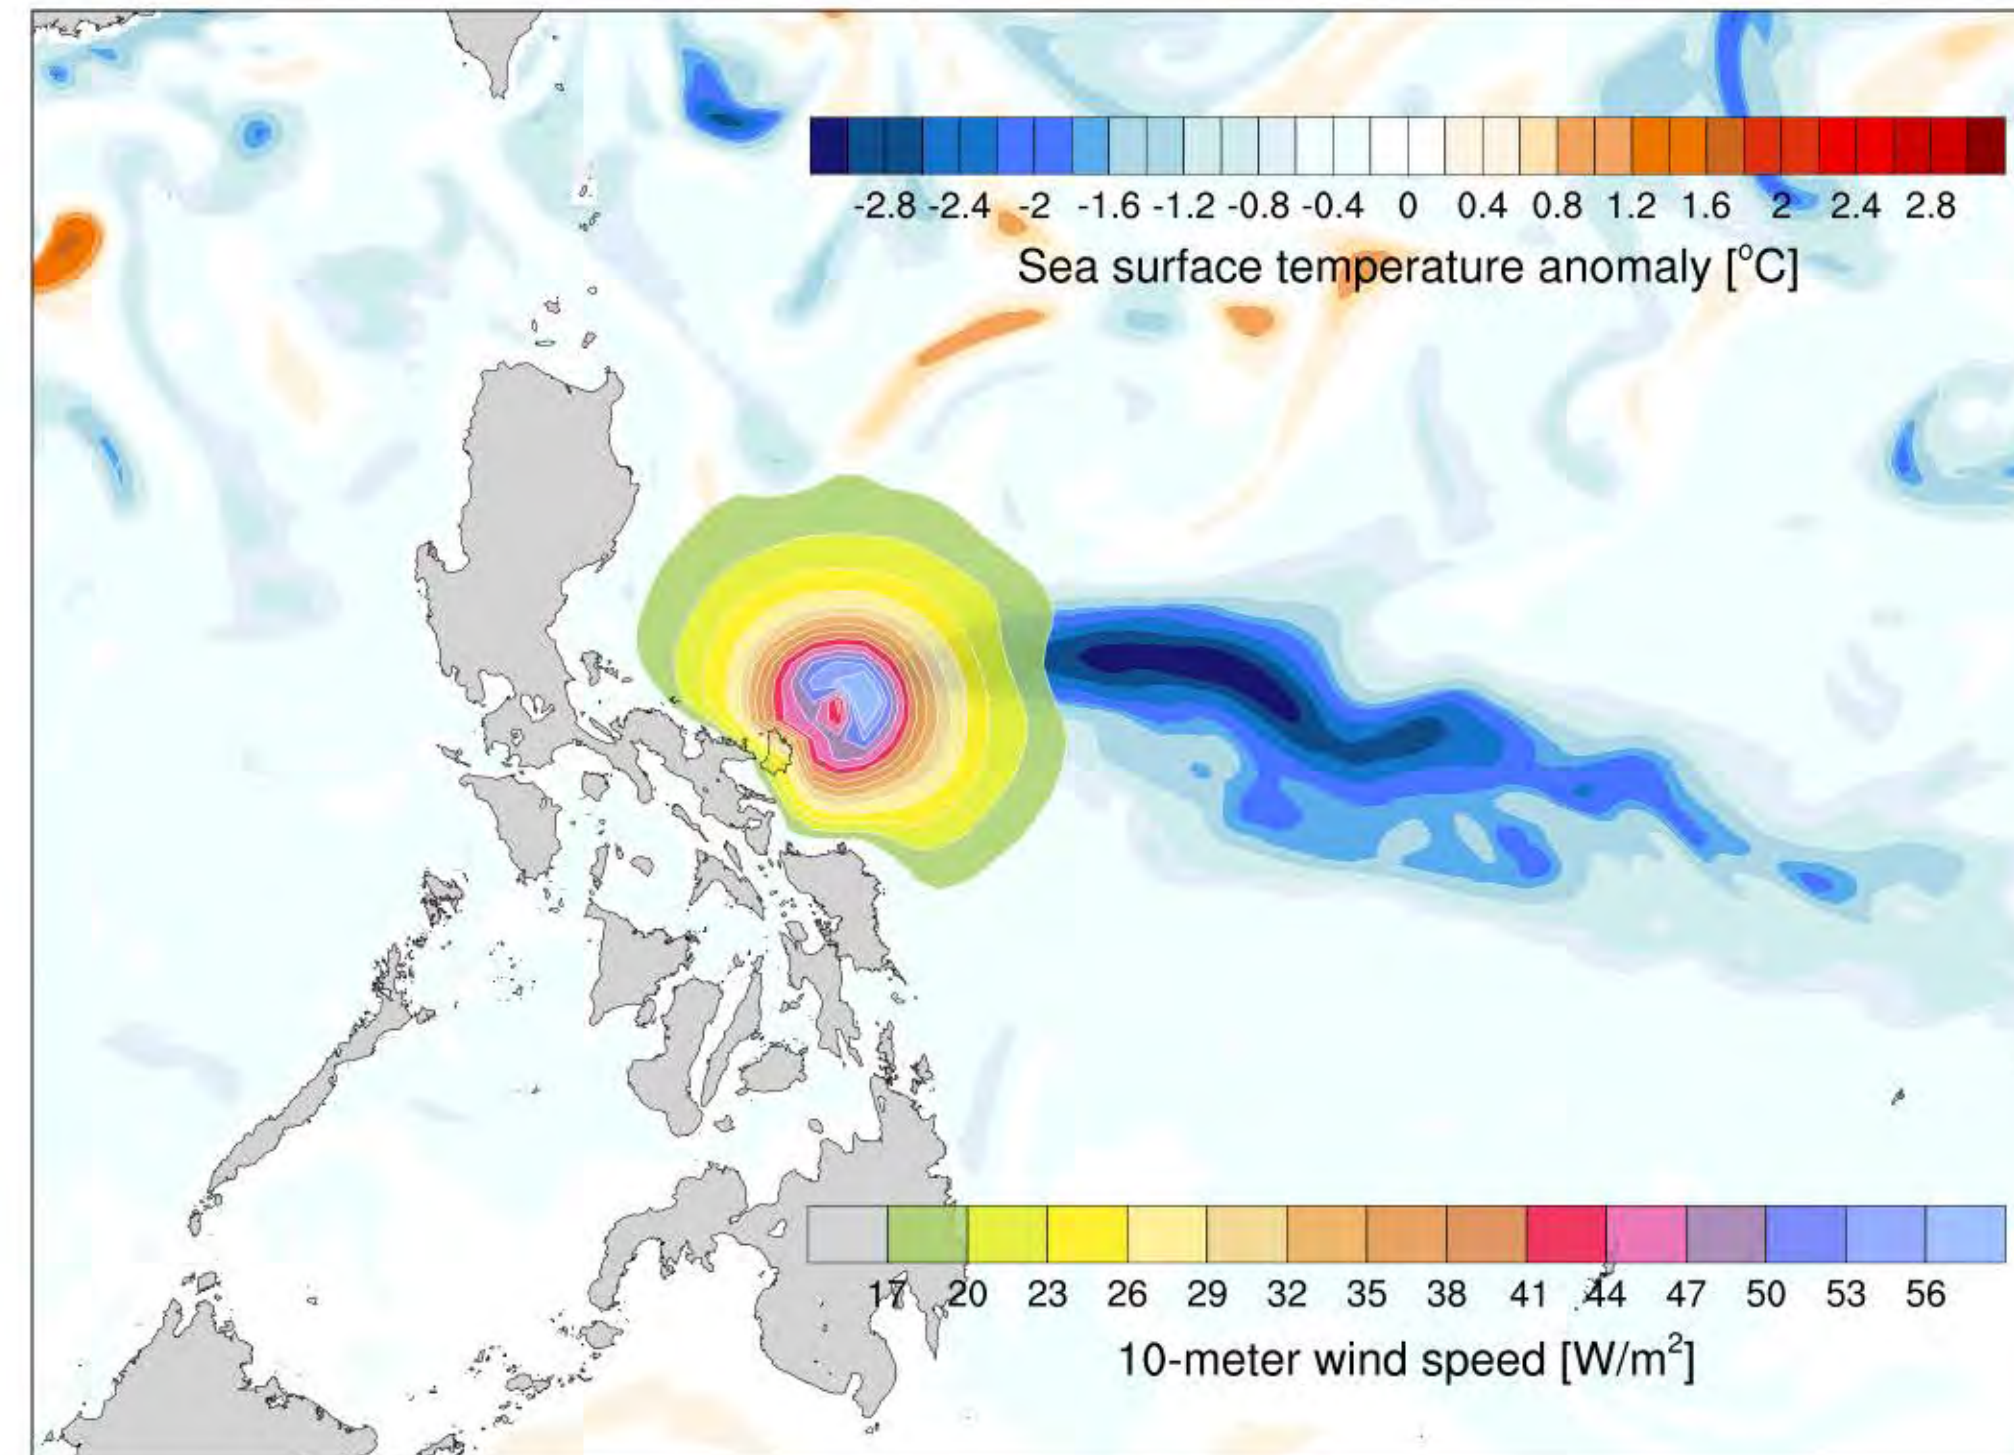 -2.8 -2.4 -2 -1.6 -1.2 -0.8 -0.4 0 0.4 0.8 1.2 1.6 2 2.4 2.8
Sea surface temperature anomaly [°C]
17 20 23 26 29 32 35 38 41 44 47 50 53 56
10-meter wind speed [W/m²]